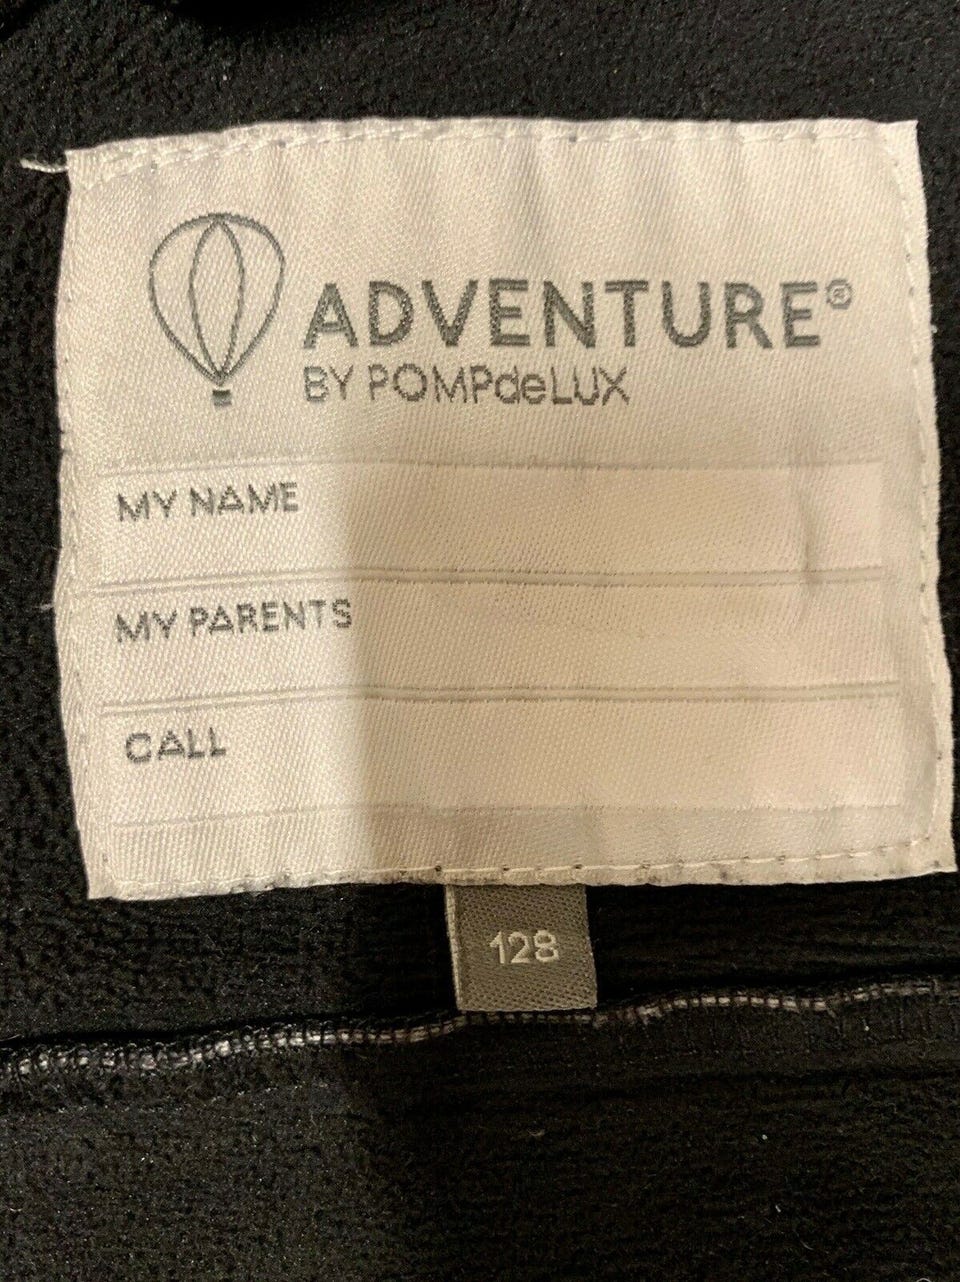 ADVENTURE®
BY POMPdeLUX
MY NAME
MY PARENTS
CALL
128